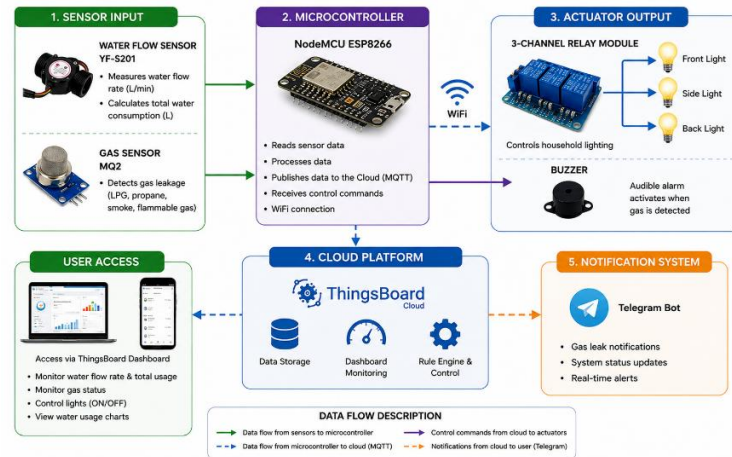 1. SENSOR INPUT
WATER FLOW SENSOR
YF-S201
• Measures water flow
rate (L/min)
• Calculates total water
consumption (L)
GAS SENSOR
MQ2
• Detects gas leakage
(LPG, propane,
smoke, flammable gas)
2. MICROCONTROLLER
NodeMCU ESP8266
• Reads sensor data
• Processes data
• Publishes data to the Cloud (MQTT)
• Receives control commands
• WiFi connection
WiFi
3. ACTUATOR OUTPUT
3-CHANNEL RELAY MODULE
Front Light
Side Light
Back Light
Controls household lighting
BUZZER
Audible alarm
activates when
gas is detected
USER ACCESS
Access via ThingsBoard Dashboard
• Monitor water flow rate & total usage
• Monitor gas status
• Control lights (ON/OFF)
• View water usage charts
4. CLOUD PLATFORM
ThingsBoard
Cloud
Data Storage
Dashboard
Monitoring
Rule Engine &
Control
5. NOTIFICATION SYSTEM
Telegram Bot
• Gas leak notifications
• System status updates
• Real-time alerts
DATA FLOW DESCRIPTION
Data flow from sensors to microcontroller
Control commands from cloud to actuators
Data flow from microcontroller to cloud (MQTT)
Notifications from cloud to user (Telegram)